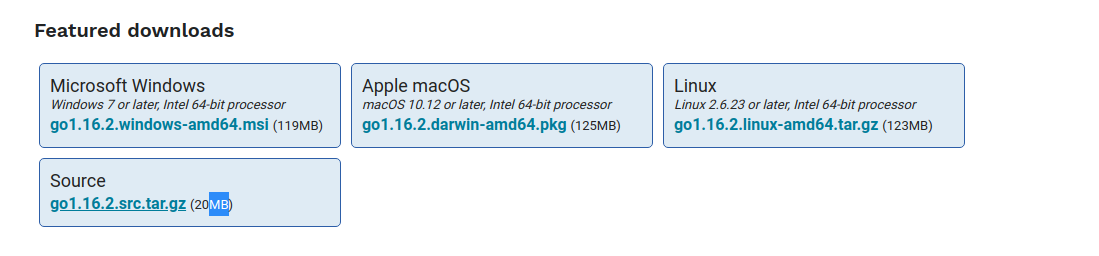 Featured downloads
Microsoft Windows
Windows 7 or later, Intel 64-bit processor
go1.16.2.windows-amd64.msi (119MB)
Apple macOS
macOS 10.12 or later, Intel 64-bit processor
go1.16.2.darwin-amd64.pkg (125MB)
Linux
Linux 2.6.23 or later, Intel 64-bit processor
go1.16.2.linux-amd64.tar.gz (123MB)
Source
go1.16.2.src.tar.gz (20MB)